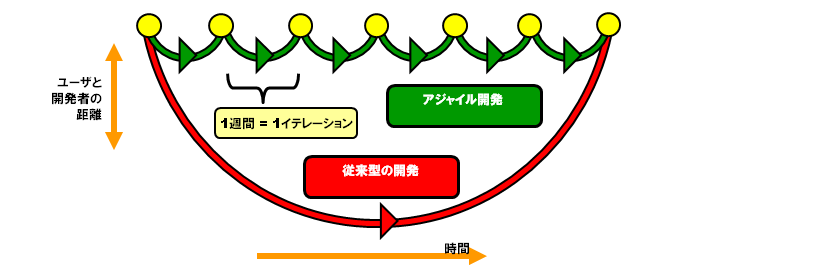 ユーザと
開発者の
距離
アジャイル開発
1週間 = 1イテレーション
従来型の開発
時間